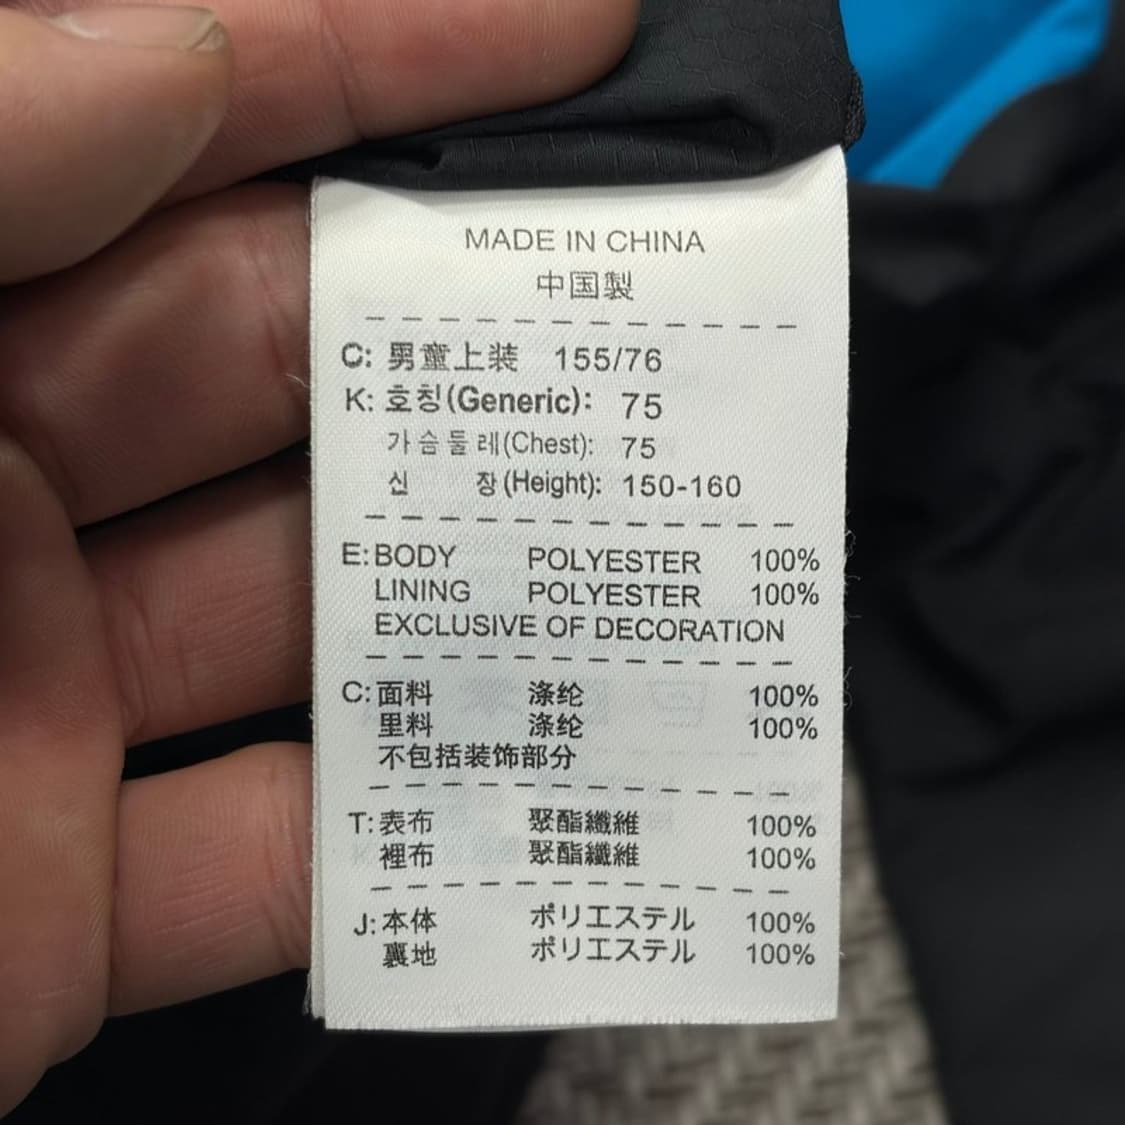 MADE IN CHINA
中国製
C: 男童上装 155/76
K: 호칭(Generic): 75
가슴둘레(Chest): 75
신 장(Height): 150-160
E: BODY POLYESTER 100%
LINING POLYESTER 100%
EXCLUSIVE OF DECORATION
C: 面料 涤纶 100%
里料 涤纶 100%
不包括装饰部分
T: 表布 聚酯纖維 100%
裡布 聚酯纖維 100%
J: 本体 ポリエステル 100%
裏地 ポリエステル 100%